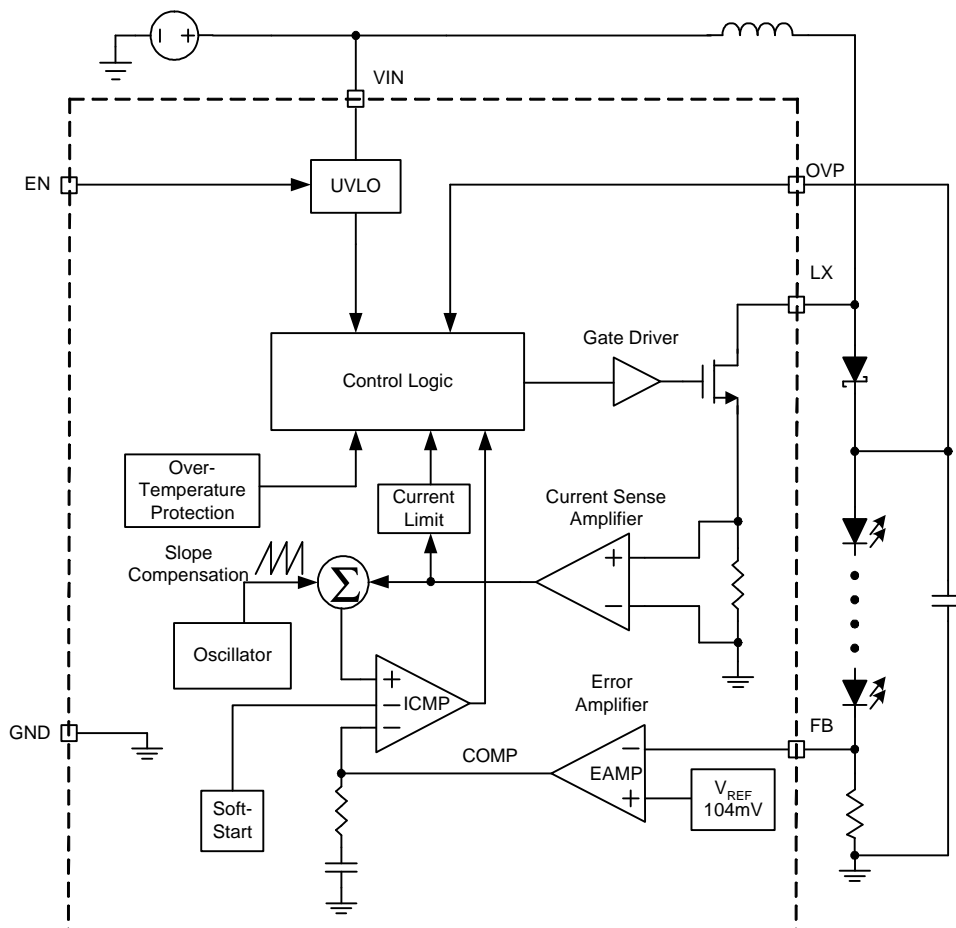 VIN
EN
UVLO
OVP
LX
Gate Driver
Control Logic
Over-
Temperature
Protection
Current
Limit
Current Sense
Amplifier
Slope
Compensation
Σ
+
−
Oscillator
+
−
−
ICMP
Error
Amplifier
GND
FB
COMP
−
EAMP
+
VREF
104mV
Soft-
Start